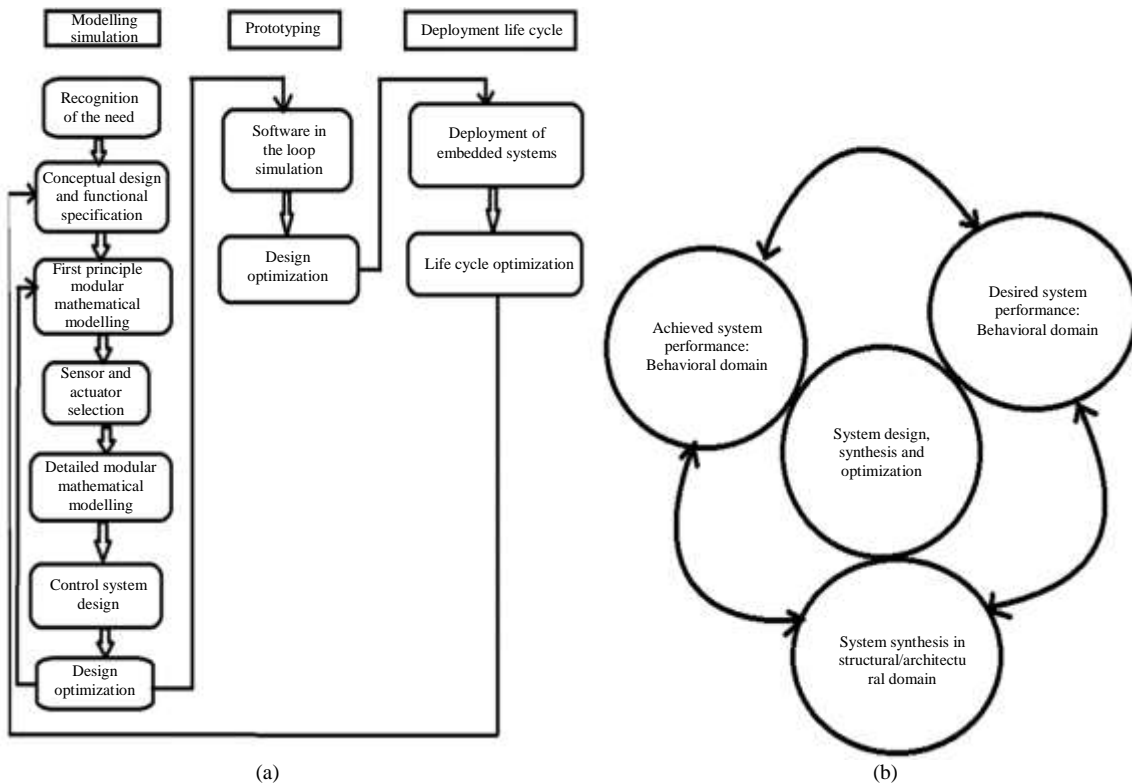 Modelling
simulation
Prototyping
Deployment life cycle
Recognition
of the need
Conceptual design
and functional
specification
First principle
modular
mathematical
modelling
Sensor and
actuator
selection
Detailed modular
mathematical
modelling
Control system
design
Design
optimization
Software in
the loop
simulation
Design
optimization
Deployment of
embedded systems
Life cycle optimization
(a)
Achieved system
performance:
Behavioral domain
Desired system
performance:
Behavioral domain
System design,
synthesis and
optimization
System synthesis in
structural/architectu
ral domain
(b)